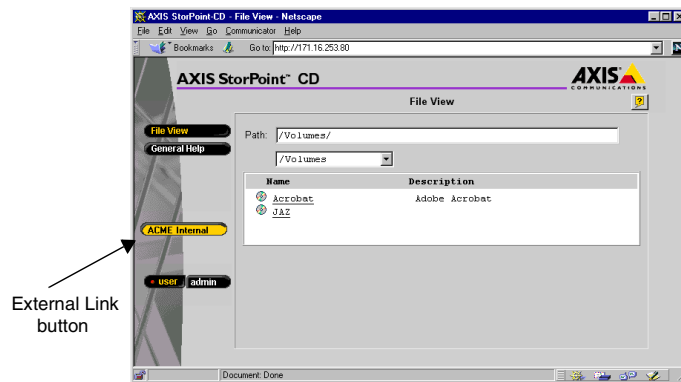 AXIS StorPoint-CD - File View - Netscape
File Edit View Go Communicator Help
Bookmarks Go to: http://171.16.253.80
AXIS StorPoint™ CD
AXIS
COMMUNICATIONS
File View
?
File View
General Help
Path: /Volumes/
/Volumes
Name Description
Acrobat Adobe Acrobat
JAZ
ACME Internal
user admin
External Link
button
Document: Done